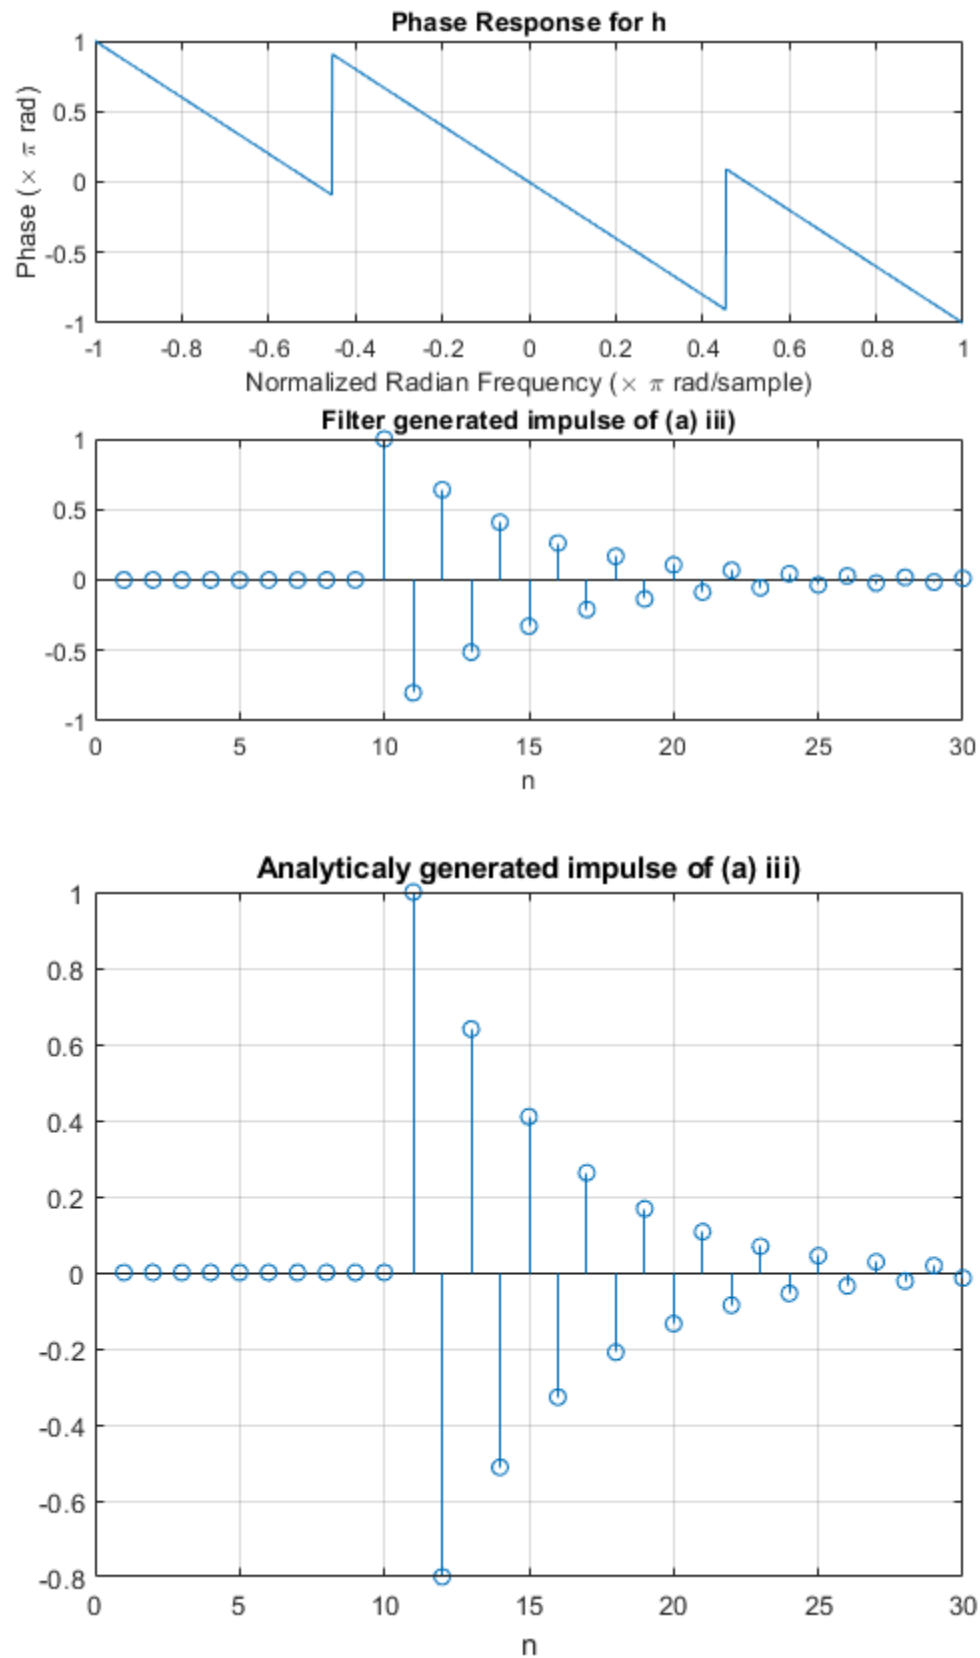 Phase Response for h
1
0.5
0
-0.5
-1
Phase (× π rad)
-1 -0.8 -0.6 -0.4 -0.2 0 0.2 0.4 0.6 0.8 1
Normalized Radian Frequency (× π rad/sample)
Filter generated impulse of (a) iii)
1
0.5
0
-0.5
-1
0 5 10 15 20 25 30
n
Analyticaly generated impulse of (a) iii)
1
0.8
0.6
0.4
0.2
0
-0.2
-0.4
-0.6
-0.8
0 5 10 15 20 25 30
n